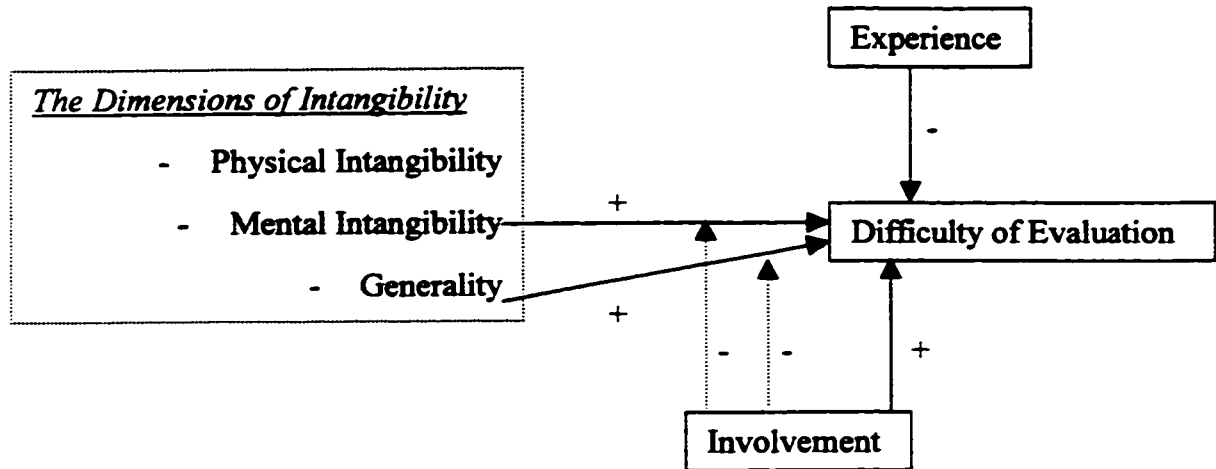 Experience
The Dimensions of Intangibility
-
- Physical Intangibility
+
- Mental Intangibility
Difficulty of Evaluation
- Generality
+
- - +
Involvement